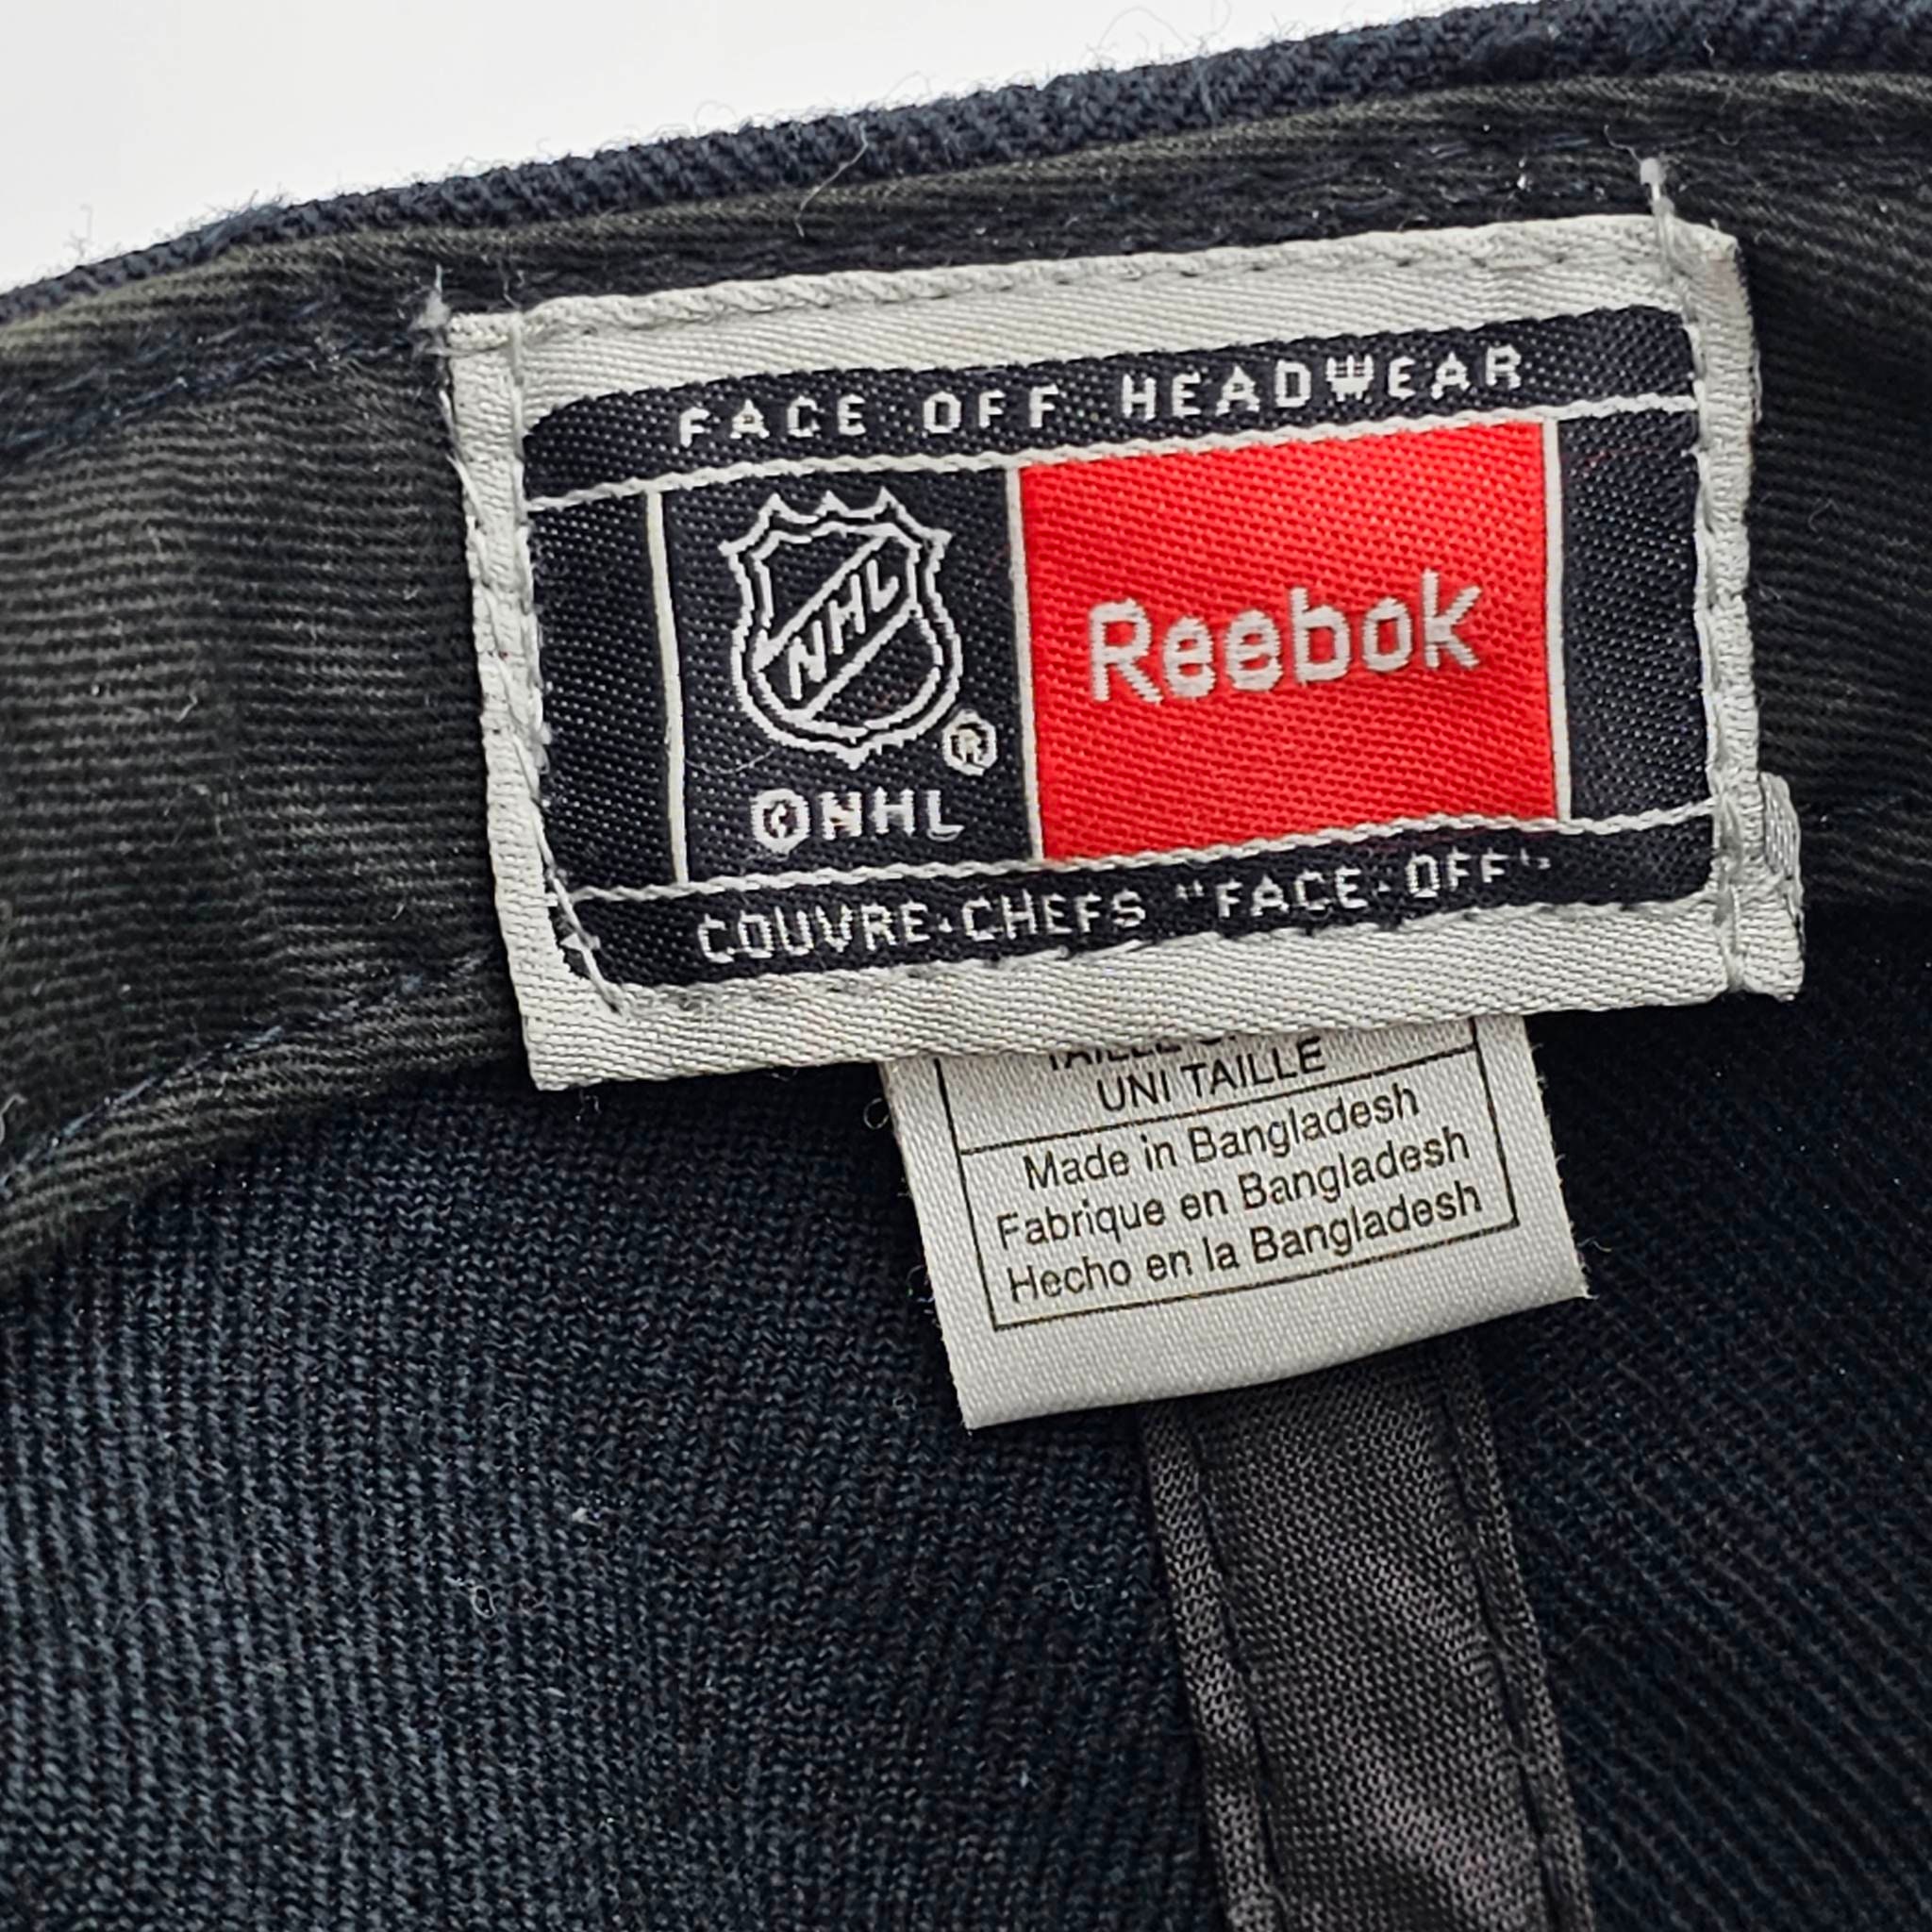 FACE OFF HEADWEAR
NHL
®
Reebok
©NHL
COUVRE-CHEFS "FACE-OFF"
TAILLE
UNI TAILLE
Made in Bangladesh
Fabrique en Bangladesh
Hecho en la Bangladesh